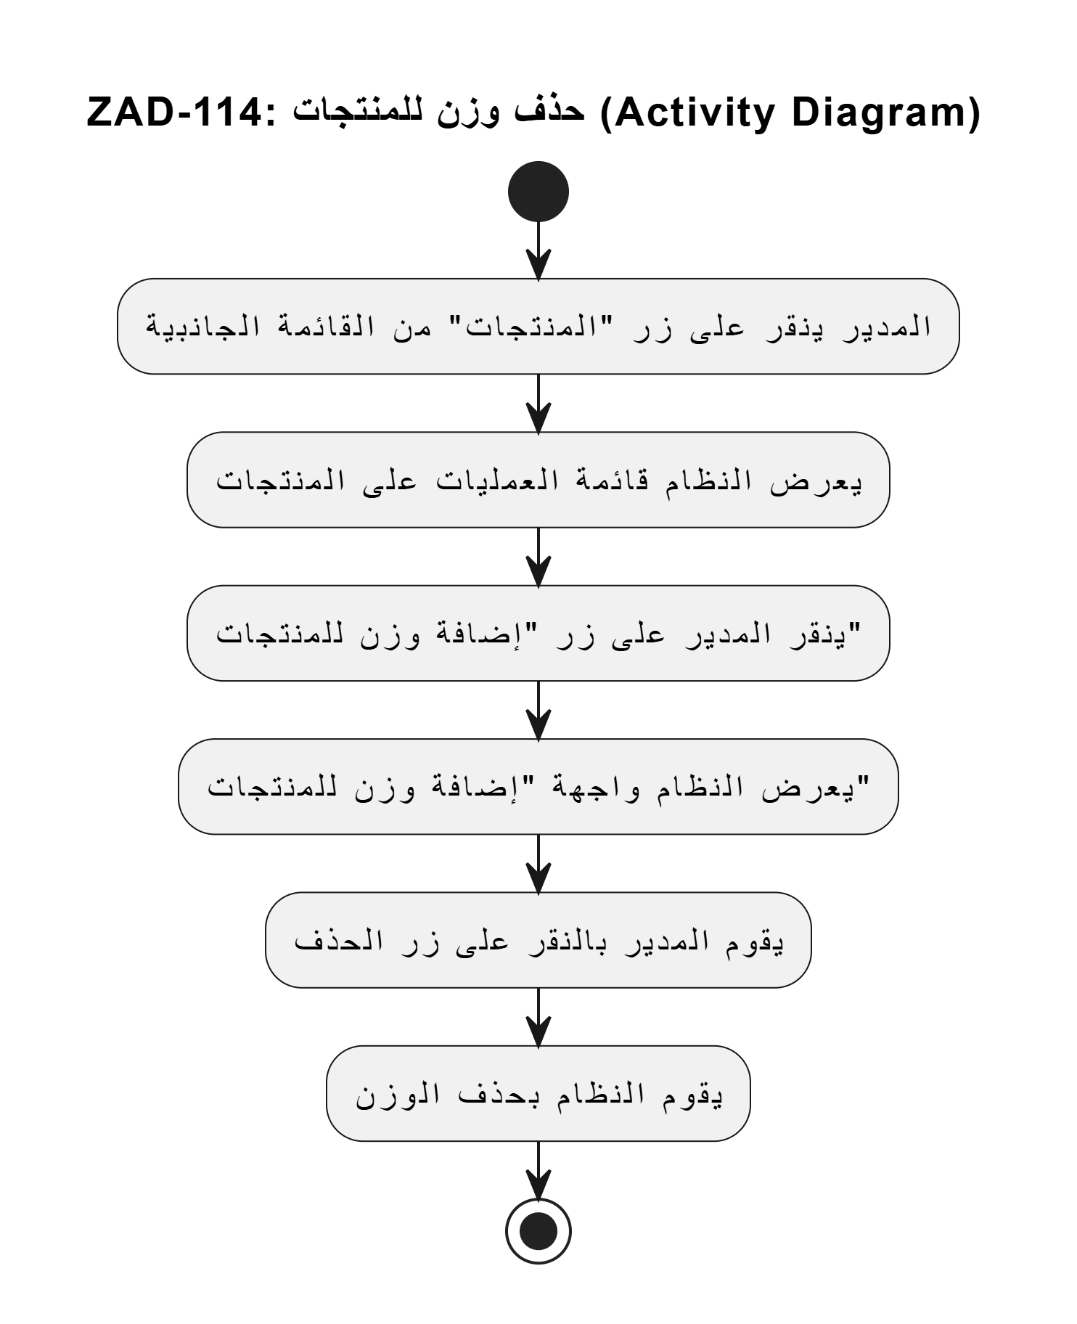 ZAD-114: حذف وزن للمنتجات (Activity Diagram)
المدير ينقر على زر "المنتجات" من القائمة الجانبية
يعرض النظام قائمة العمليات على المنتجات
ينقر المدير على زر "إضافة وزن للمنتجات"
يعرض النظام واجهة "إضافة وزن للمنتجات"
يقوم المدير بالنقر على زر الحذف
يقوم النظام بحذف الوزن